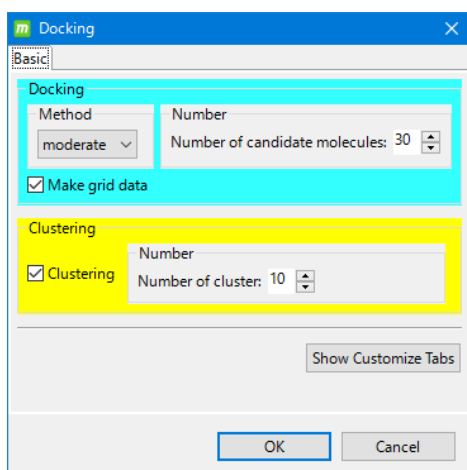 m Docking
Basic
Docking
Method
Number
moderate
Number of candidate molecules: 30
Make grid data
Clustering
Number
Clustering
Number of cluster: 10
Show Customize Tabs
OK
Cancel